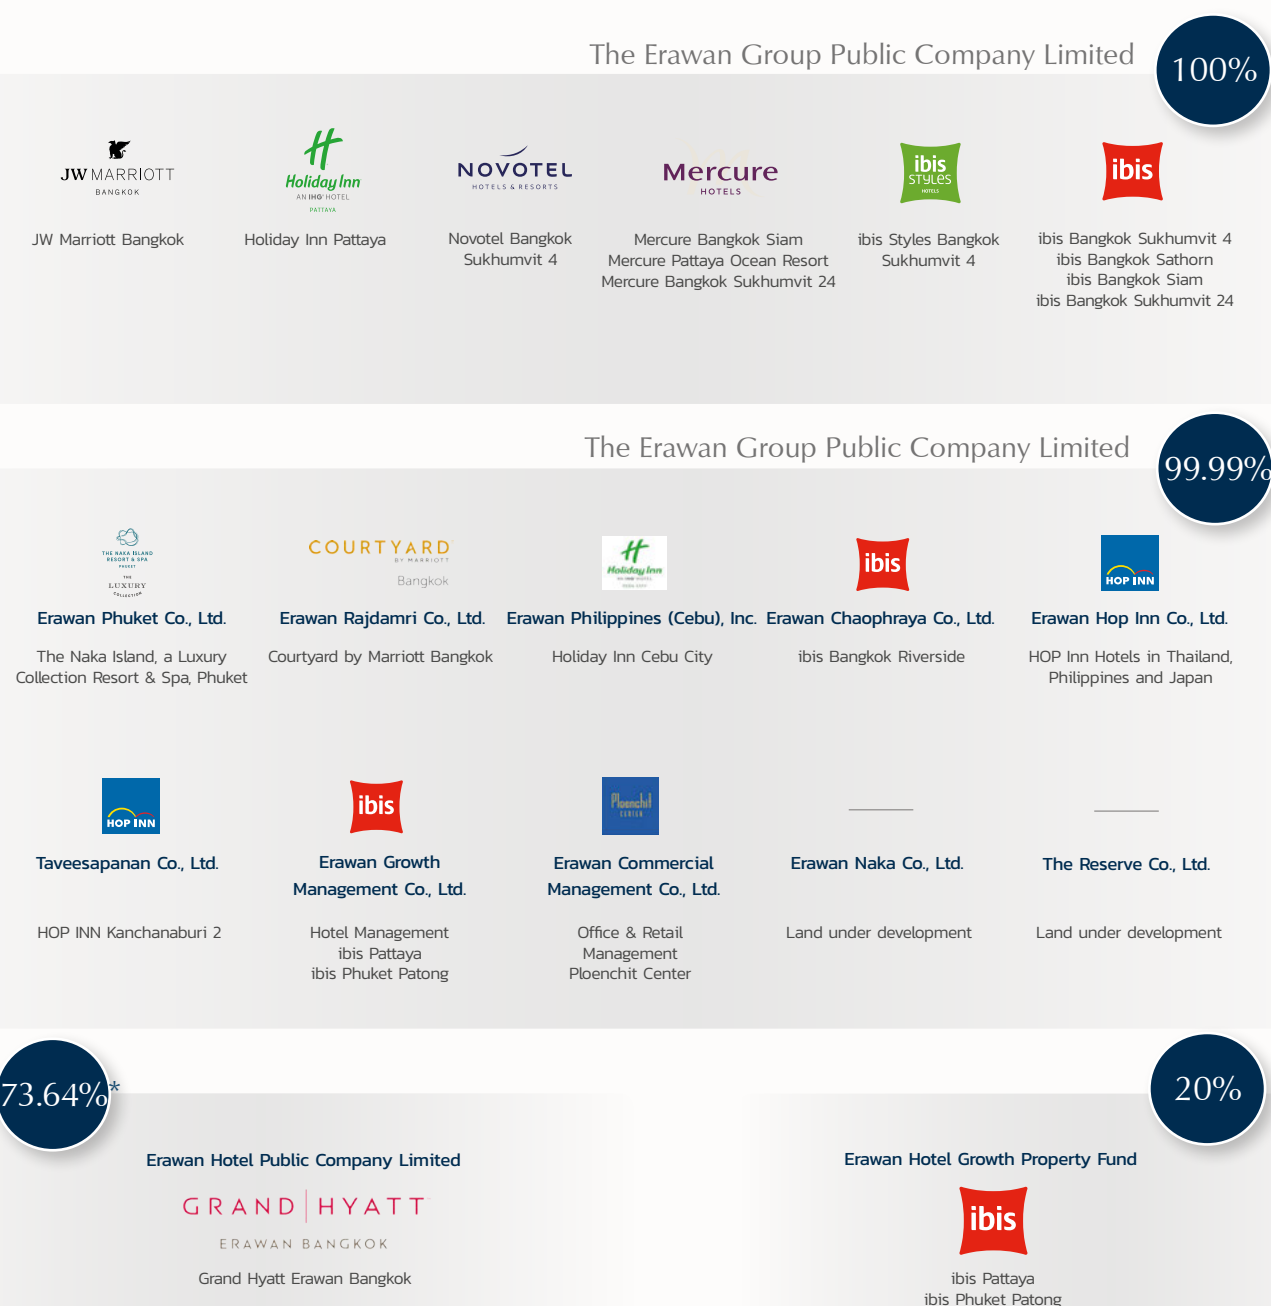 The Erawan Group Public Company Limited
100%
JW MARRIOTT
BANGKOK
Holiday Inn
AN IHG® HOTEL
PATTAYA
NOVOTEL
HOTELS & RESORTS
Mercure
HOTELS
ibis
STYLES
HOTELS
ibis
JW Marriott Bangkok
Holiday Inn Pattaya
Novotel Bangkok
Sukhumvit 4
Mercure Bangkok Siam
Mercure Pattaya Ocean Resort
Mercure Bangkok Sukhumvit 24
ibis Styles Bangkok
Sukhumvit 4
ibis Bangkok Sukhumvit 4
ibis Bangkok Sathorn
ibis Bangkok Siam
ibis Bangkok Sukhumvit 24
The Erawan Group Public Company Limited
99.99%
THE NAKA ISLAND
RESORT & SPA
PHUKET
THE
LUXURY
COLLECTION
COURTYARD
BY MARRIOTT
Bangkok
Holiday Inn
AN IHG HOTEL
ibis
HOP INN
Erawan Phuket Co., Ltd.
The Naka Island, a Luxury
Collection Resort & Spa, Phuket
Erawan Rajdamri Co., Ltd.
Courtyard by Marriott Bangkok
Erawan Philippines (Cebu), Inc.
Holiday Inn Cebu City
Erawan Chaophraya Co., Ltd.
ibis Bangkok Riverside
Erawan Hop Inn Co., Ltd.
HOP Inn Hotels in Thailand,
Philippines and Japan
HOP INN
Taveesapanan Co., Ltd.
HOP INN Kanchanaburi 2
ibis
Erawan Growth
Management Co., Ltd.
Hotel Management
ibis Pattaya
ibis Phuket Patong
Ploenchit
CENTER
Erawan Commercial
Management Co., Ltd.
Office & Retail
Management
Ploenchit Center
Erawan Naka Co., Ltd.
Land under development
The Reserve Co., Ltd.
Land under development
73.64%*
Erawan Hotel Public Company Limited
GRAND HYATT
ERAWAN BANGKOK
Grand Hyatt Erawan Bangkok
20%
Erawan Hotel Growth Property Fund
ibis
ibis Pattaya
ibis Phuket Patong